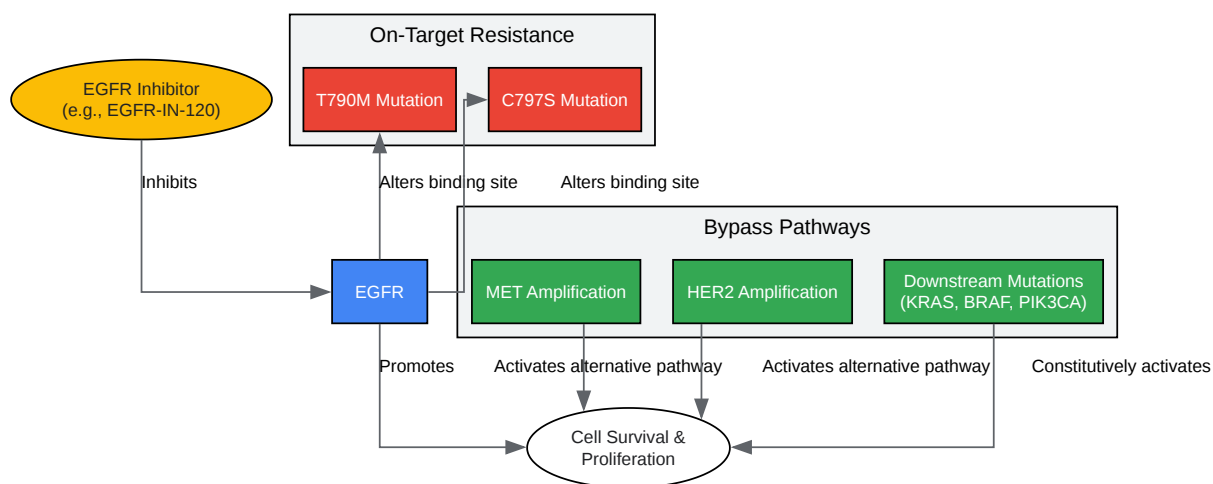 On-Target Resistance
EGFR Inhibitor
(e.g., EGFR-IN-120)
T790M Mutation
C797S Mutation
Inhibits
Alters binding site
Alters binding site
Bypass Pathways
EGFR
MET Amplification
HER2 Amplification
Downstream Mutations
(KRAS, BRAF, PIK3CA)
Promotes
Activates alternative pathway
Activates alternative pathway
Constitutively activates
Cell Survival &
Proliferation